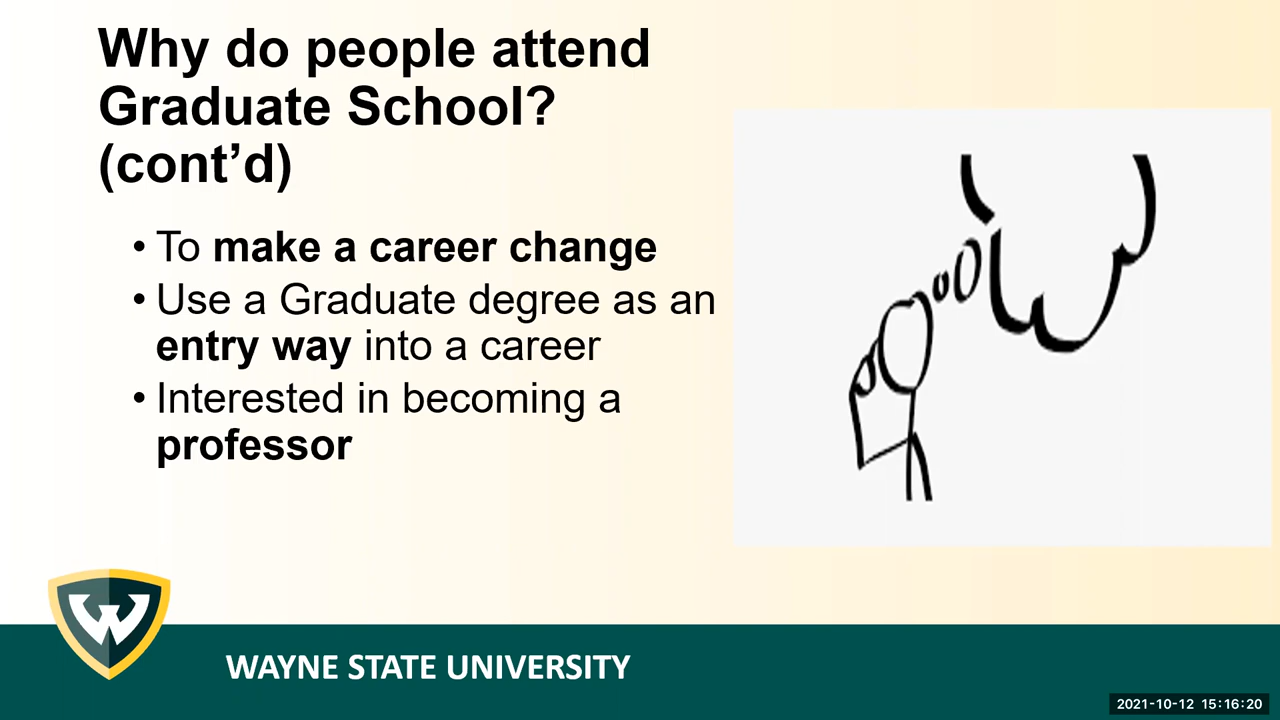 Why do people attend
Graduate School?
(cont’d)
• To make a career change
• Use a Graduate degree as an
entry way into a career
• Interested in becoming a
professor
W
WAYNE STATE UNIVERSITY
2021-10-12 15:16:20